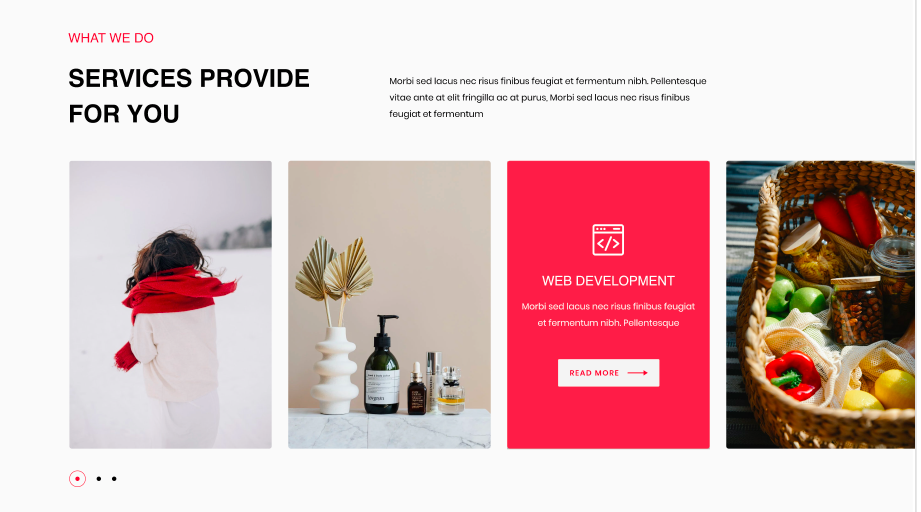 WHAT WE DO
SERVICES PROVIDE
FOR YOU
Morbi sed lacus nec risus finibus feugiat et fermentum nibh. Pellentesque
vitae ante at elit fringilla ac at purus, Morbi sed lacus nec risus finibus
feugiat et fermentum
WEB DEVELOPMENT
Morbi sed lacus nec risus finibus feugiat
et fermentum nibh. Pellentesque
READ MORE